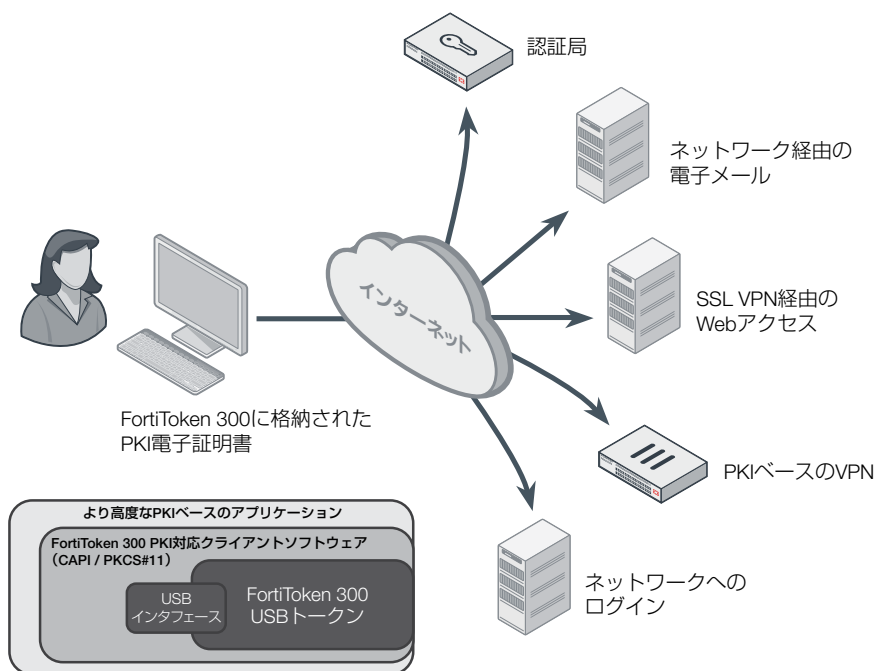 認証局
ネットワーク経由の
電子メール
インターネット
SSL VPN経由の
Webアクセス
FortiToken 300に格納された
PKI電子証明書
PKIベースのVPN
より高度なPKIベースのアプリケーション
FortiToken 300 PKI対応クライアントソフトウェア
（CAPI / PKCS#11）
USB
インタフェース
FortiToken 300
USBトークン
ネットワークへの
ログイン